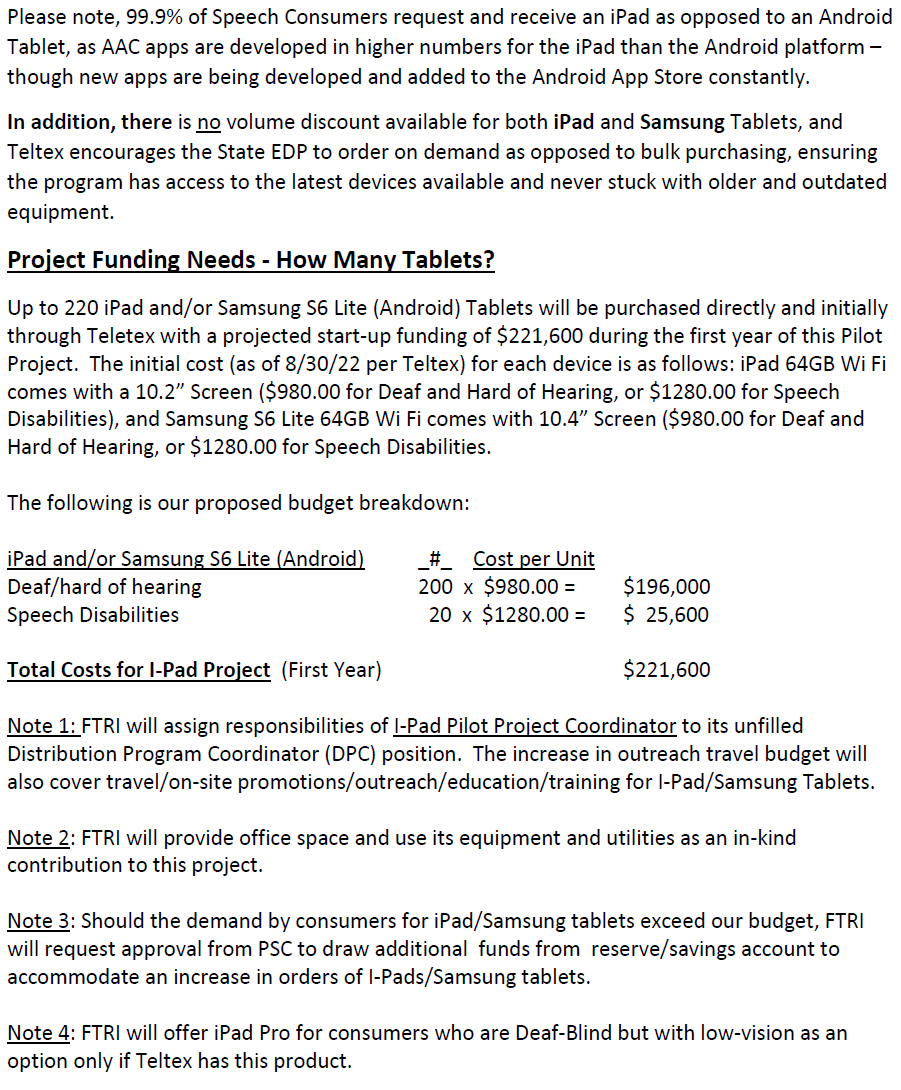 Please note, 99.9% of Speech Consumers request and receive an iPad as opposed to an Android
Tablet, as AAC apps are developed in higher numbers for the iPad than the Android platform –
though new apps are being developed and added to the Android App Store constantly.
In addition, there is no volume discount available for both iPad and Samsung Tablets, and
Teltex encourages the State EDP to order on demand as opposed to bulk purchasing, ensuring
the program has access to the latest devices available and never stuck with older and outdated
equipment.
Project Funding Needs - How Many Tablets?
Up to 220 iPad and/or Samsung S6 Lite (Android) Tablets will be purchased directly and initially
through Teletex with a projected start-up funding of $221,600 during the first year of this Pilot
Project.  The initial cost (as of 8/30/22 per Teltex) for each device is as follows: iPad 64GB Wi Fi
comes with a 10.2” Screen ($980.00 for Deaf and Hard of Hearing, or $1280.00 for Speech
Disabilities), and Samsung S6 Lite 64GB Wi Fi comes with 10.4” Screen ($980.00 for Deaf and
Hard of Hearing, or $1280.00 for Speech Disabilities.
The following is our proposed budget breakdown:
iPad and/or Samsung S6 Lite (Android) _#_ Cost per Unit
Deaf/hard of hearing 200 x $980.00 = $196,000
Speech Disabilities 20 x $1280.00 = $ 25,600
Total Costs for I-Pad Project (First Year) $221,600
Note 1: FTRI will assign responsibilities of I-Pad Pilot Project Coordinator to its unfilled
Distribution Program Coordinator (DPC) position.  The increase in outreach travel budget will
also cover travel/on-site promotions/outreach/education/training for I-Pad/Samsung Tablets.
Note 2: FTRI will provide office space and use its equipment and utilities as an in-kind
contribution to this project.
Note 3: Should the demand by consumers for iPad/Samsung tablets exceed our budget, FTRI
will request approval from PSC to draw additional  funds from  reserve/savings account to
accommodate an increase in orders of I-Pads/Samsung tablets.
Note 4: FTRI will offer iPad Pro for consumers who are Deaf-Blind but with low-vision as an
option only if Teltex has this product.